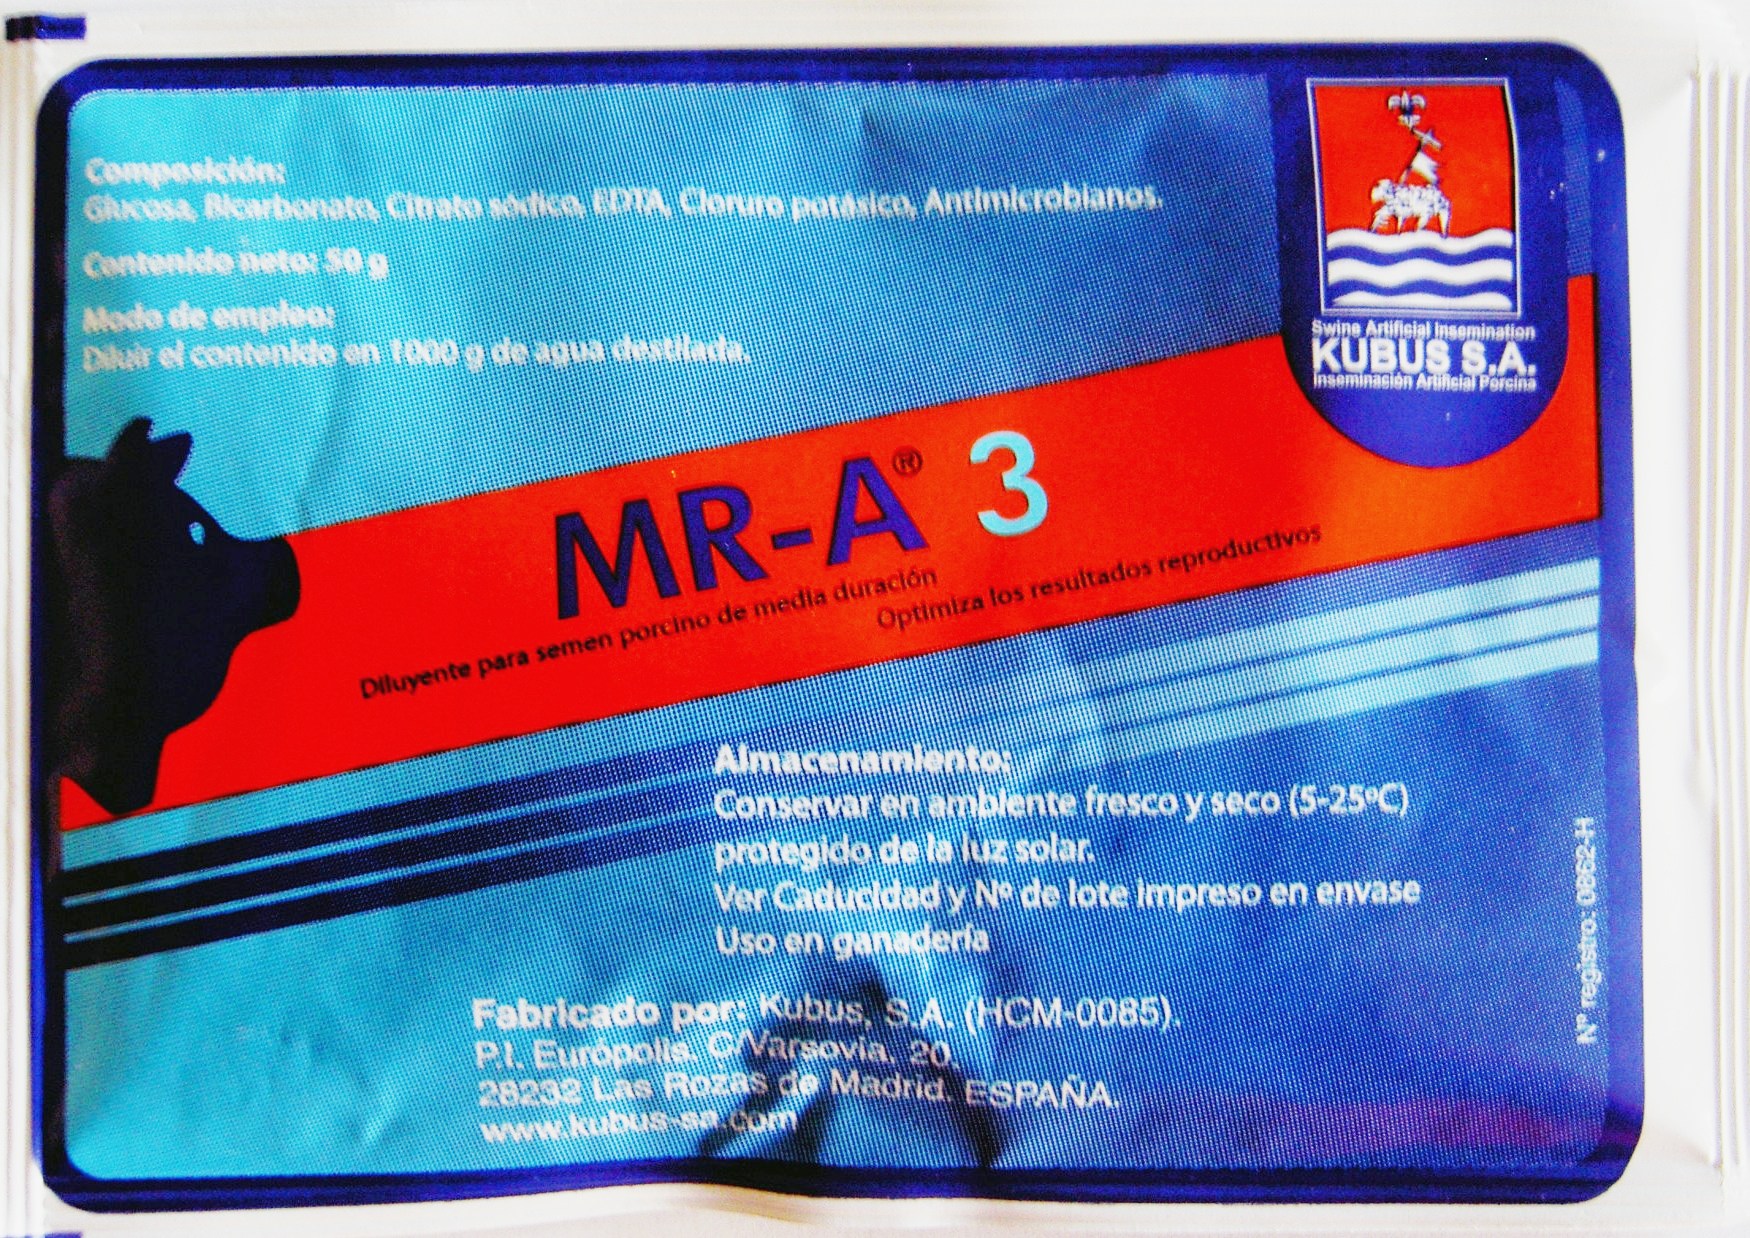 Composición:
Glucosa, Bicarbonato, Citrato sódico, EDTA, Cloruro potásico, Antimicrobianos.
Contenido neto: 50 g
Modo de empleo:
Diluir el contenido en 1000 g de agua destilada.
Swine Artificial Insemination
KUBUS S.A.
Inseminación Artificial Porcina
MR-A® 3
Diluyente para semen porcino de media duración
Optimiza los resultados reproductivos
Almacenamiento:
Conservar en ambiente fresco y seco (5-25ºC)
protegido de la luz solar.
Ver Caducidad y Nº de lote impreso en envase
Uso en ganadería
Nº registro: 0862-H
Fabricado por: Kubus, S.A. (HCM-0085).
P.I. Európolis. C/Varsovia, 20.
28232 Las Rozas de Madrid. ESPAÑA.
www.kubus-sa.com